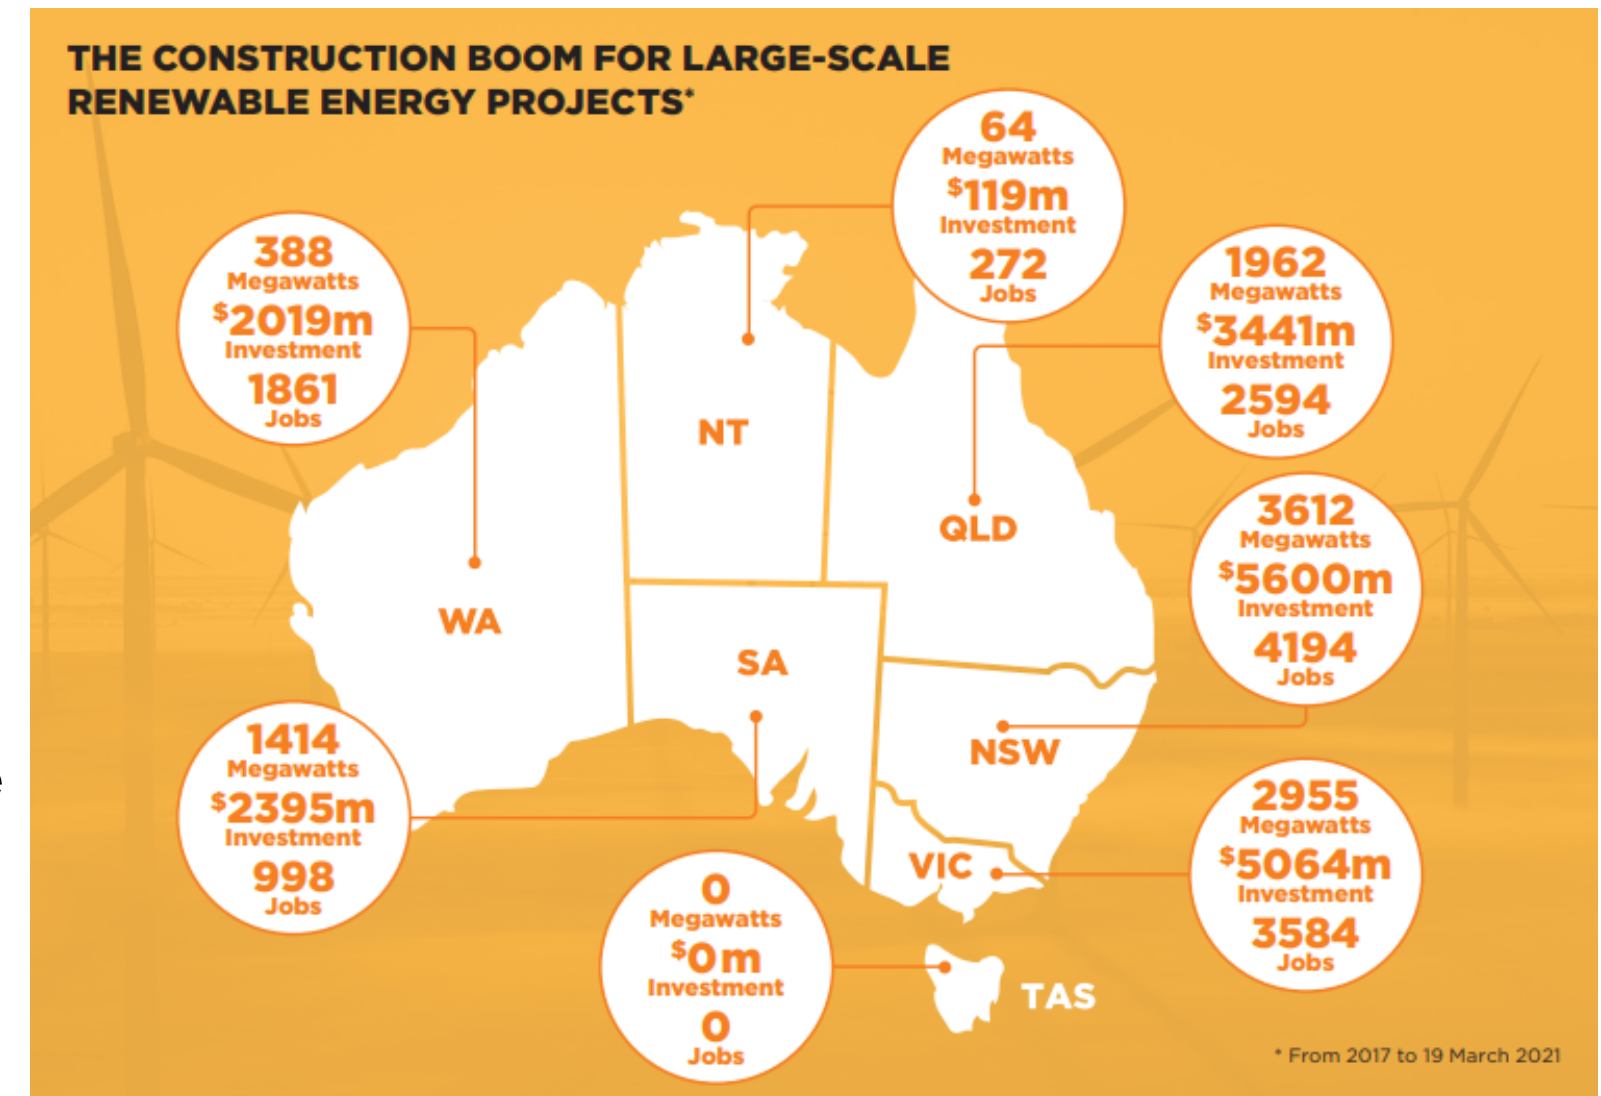 THE CONSTRUCTION BOOM FOR LARGE-SCALE
RENEWABLE ENERGY PROJECTS*
64
Megawatts
$119m
Investment
272
Jobs
388
Megawatts
$2019m
Investment
1861
Jobs
1962
Megawatts
$3441m
Investment
2594
Jobs
NT
QLD
WA
SA
3612
Megawatts
$5600m
Investment
4194
Jobs
NSW
1414
Megawatts
$2395m
Investment
998
Jobs
VIC
2955
Megawatts
$5064m
Investment
3584
Jobs
0
Megawatts
$0m
Investment
0
Jobs
TAS
* From 2017 to 19 March 2021